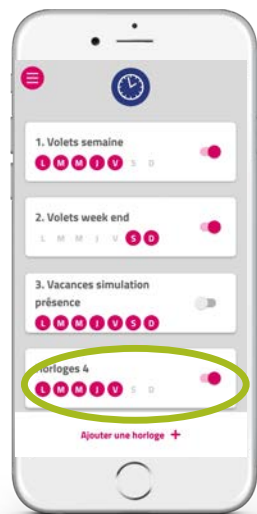 1. Volets semaine
L M M J V S D
2. Volets week end
L M M J V S D
3. Vacances simulation
présence
L M M J V S D
Horloges 4
L M M J V S D
Ajouter une horloge +